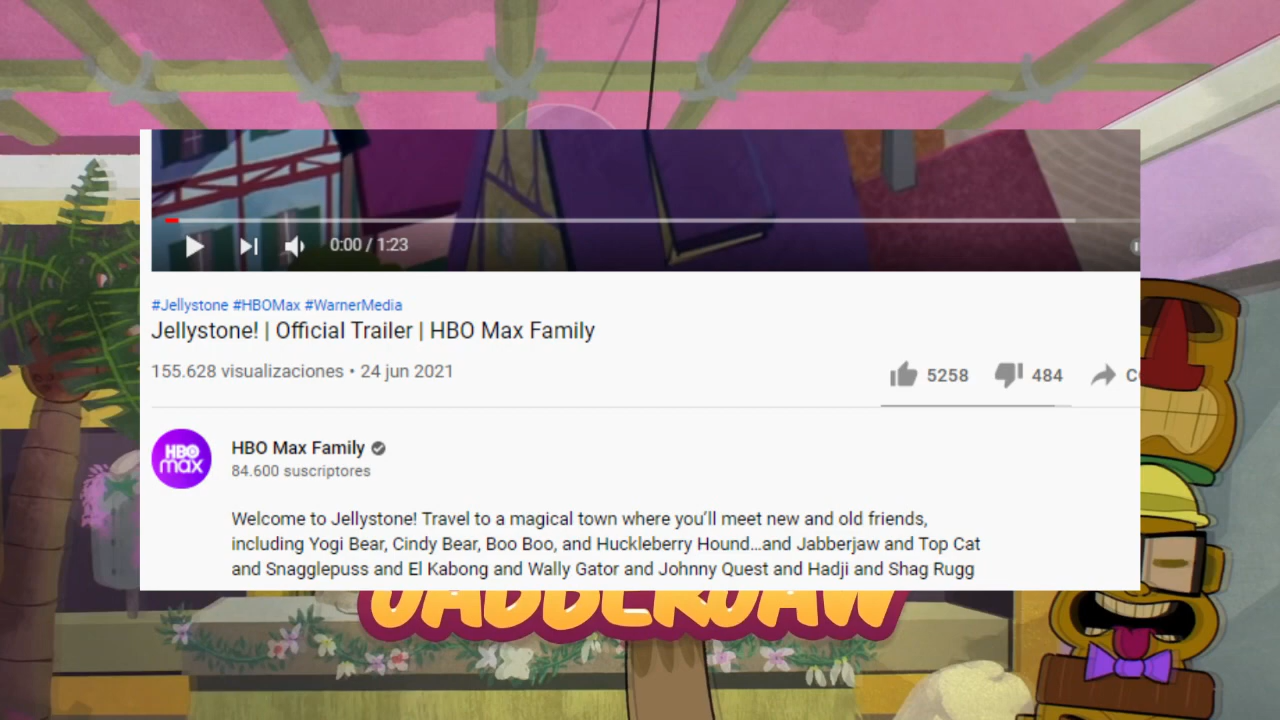 0:00 / 1:23
#Jellystone #HBOMax #WarnerMedia
Jellystone! | Official Trailer | HBO Max Family
155.628 visualizaciones • 24 jun 2021
5258 484
HBO max
HBO Max Family
84.600 suscriptores
Welcome to Jellystone! Travel to a magical town where you’ll meet new and old friends,
including Yogi Bear, Cindy Bear, Boo Boo, and Huckleberry Hound...and Jabberjaw and Top Cat
and Snagglepuss and El Kabong and Wally Gator and Johnny Quest and Hadji and Shag Rugg
JABBERJAW